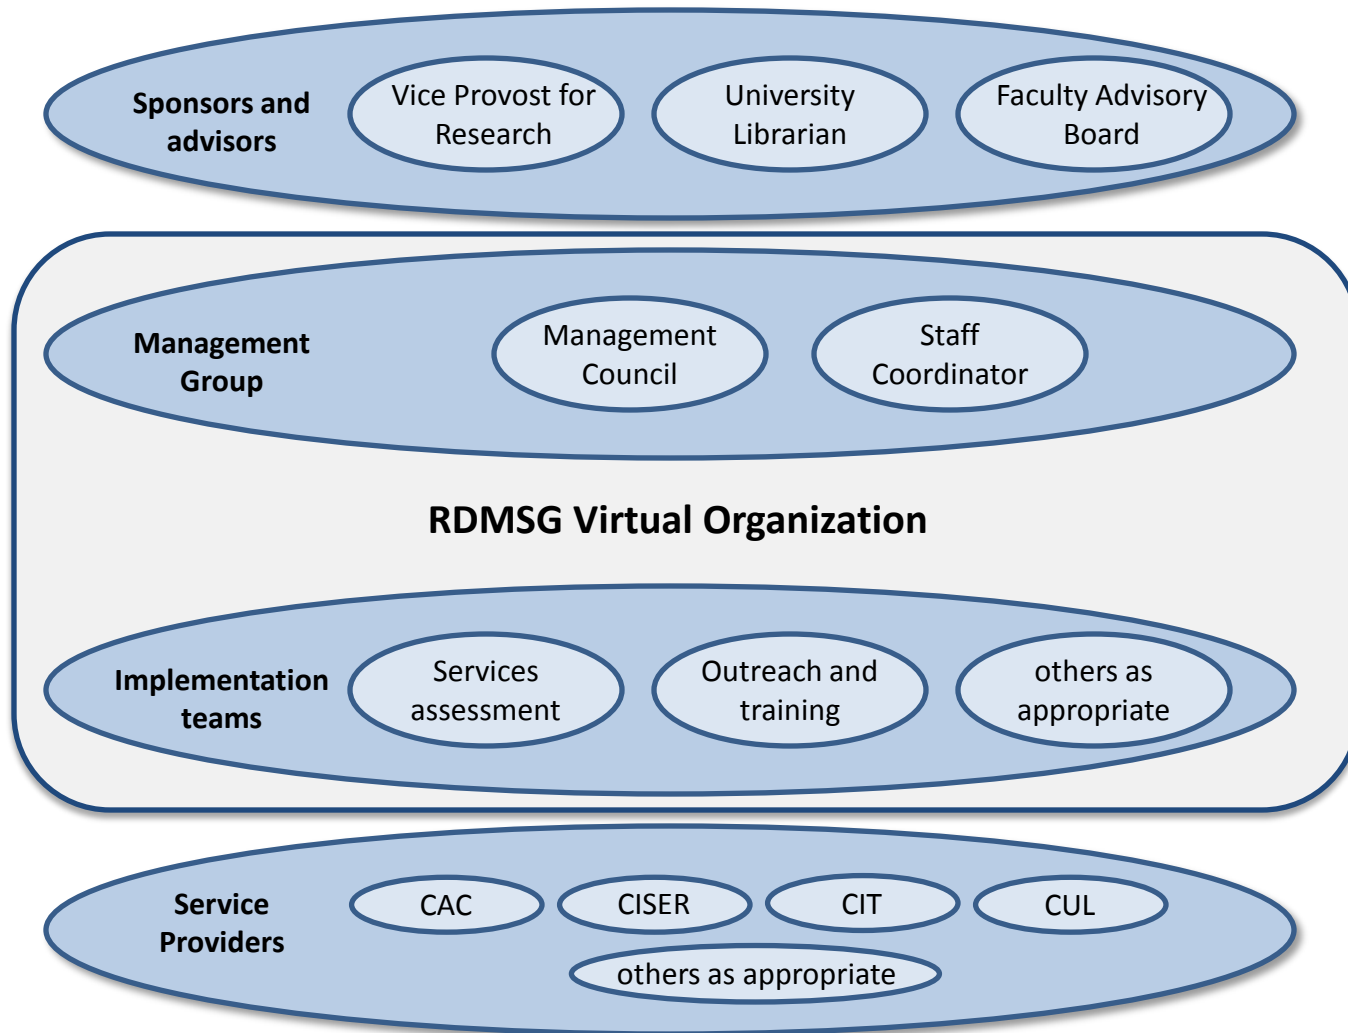 Sponsors and
advisors
Vice Provost for
Research
University
Librarian
Faculty Advisory
Board
Management
Group
Management
Council
Staff
Coordinator
RDMSG Virtual Organization
Implementation
teams
Services
assessment
Outreach and
training
others as
appropriate
Service
Providers
CAC
CISER
CIT
CUL
others as appropriate